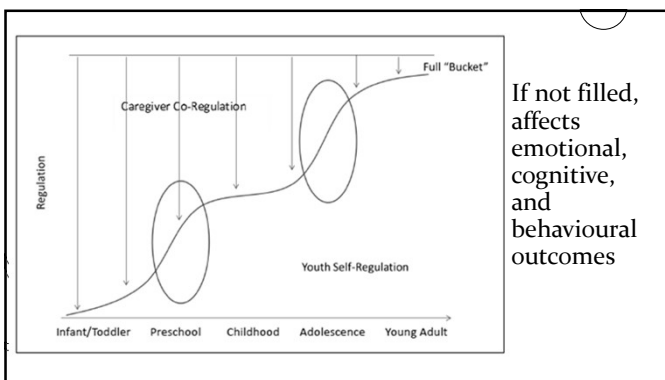 Full “Bucket”
Caregiver Co-Regulation
Regulation
Youth Self-Regulation
Infant/Toddler Preschool Childhood Adolescence Young Adult
If not filled,
affects
emotional,
cognitive,
and
behavioural
outcomes